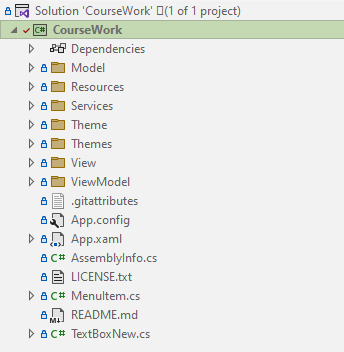 Solution 'CourseWork' (1 of 1 project)
C# CourseWork
Dependencies
Model
Resources
Services
Theme
Themes
View
ViewModel
.gitattributes
App.config
App.xaml
C# AssemblyInfo.cs
LICENSE.txt
C# MenuItem.cs
M↓ README.md
C# TextBoxNew.cs